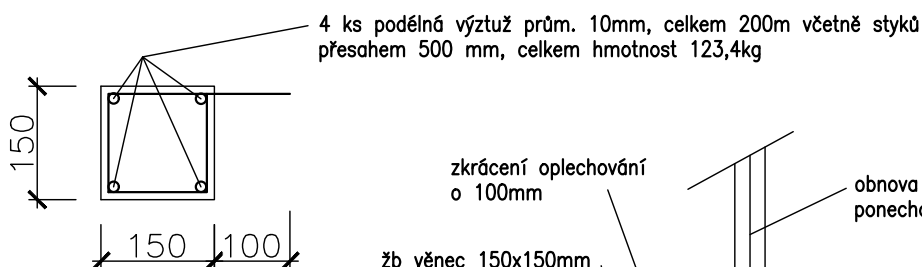 4 ks podélná výztuž prům. 10mm, celkem 200m včetně styků
přesahem 500 mm, celkem hmotnost 123,4kg
150
zkrácení oplechování
o 100mm
obnova
150
100
žb věnec 150x150mm